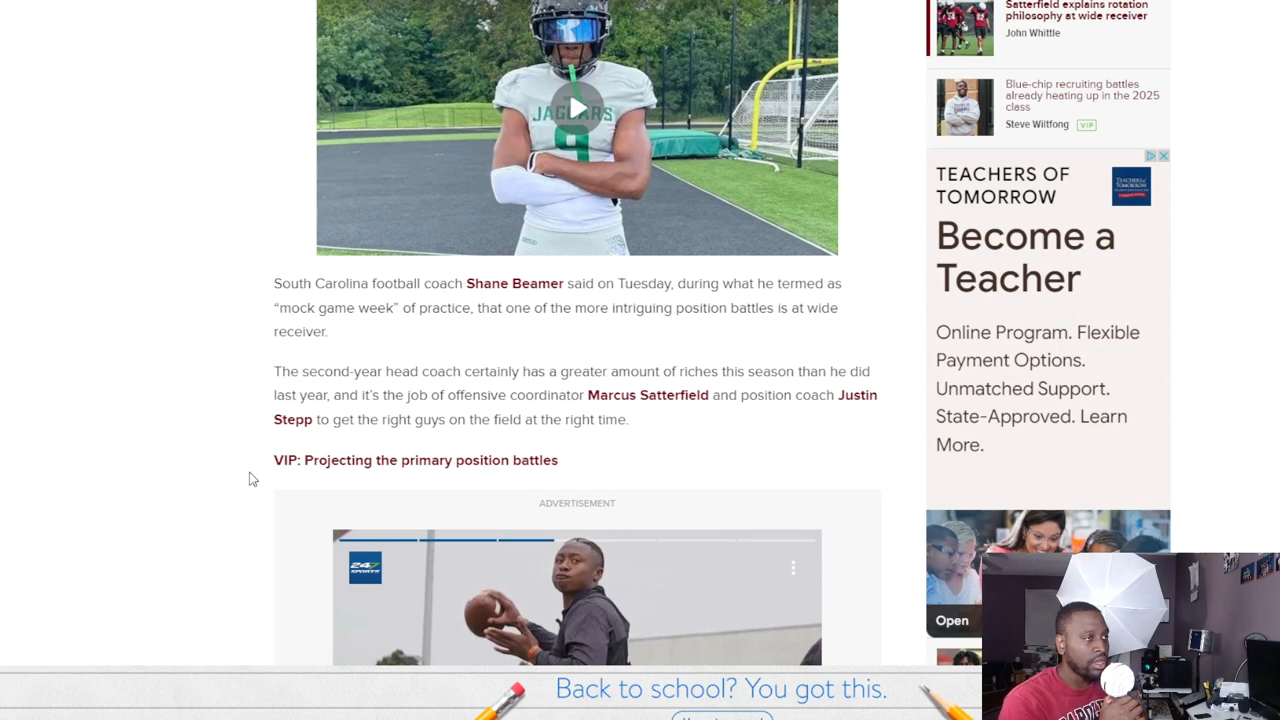 JAGUARS
9
South Carolina football coach Shane Beamer said on Tuesday, during what he termed as
“mock game week” of practice, that one of the more intriguing position battles is at wide
receiver.
The second-year head coach certainly has a greater amount of riches this season than he did
last year, and it’s the job of offensive coordinator Marcus Satterfield and position coach Justin
Stepp to get the right guys on the field at the right time.
VIP: Projecting the primary position battles
ADVERTISEMENT
247
SPORTS
Satterfield explains rotation
philosophy at wide receiver
John Whittle
Blue-chip recruiting battles
already heating up in the 2025
class
Steve Wiltfong VIP
TEACHERS OF
TOMORROW
Become a
Teacher
Online Program. Flexible
Payment Options.
Unmatched Support.
State-Approved. Learn
More.
Open
Back to school? You got this.